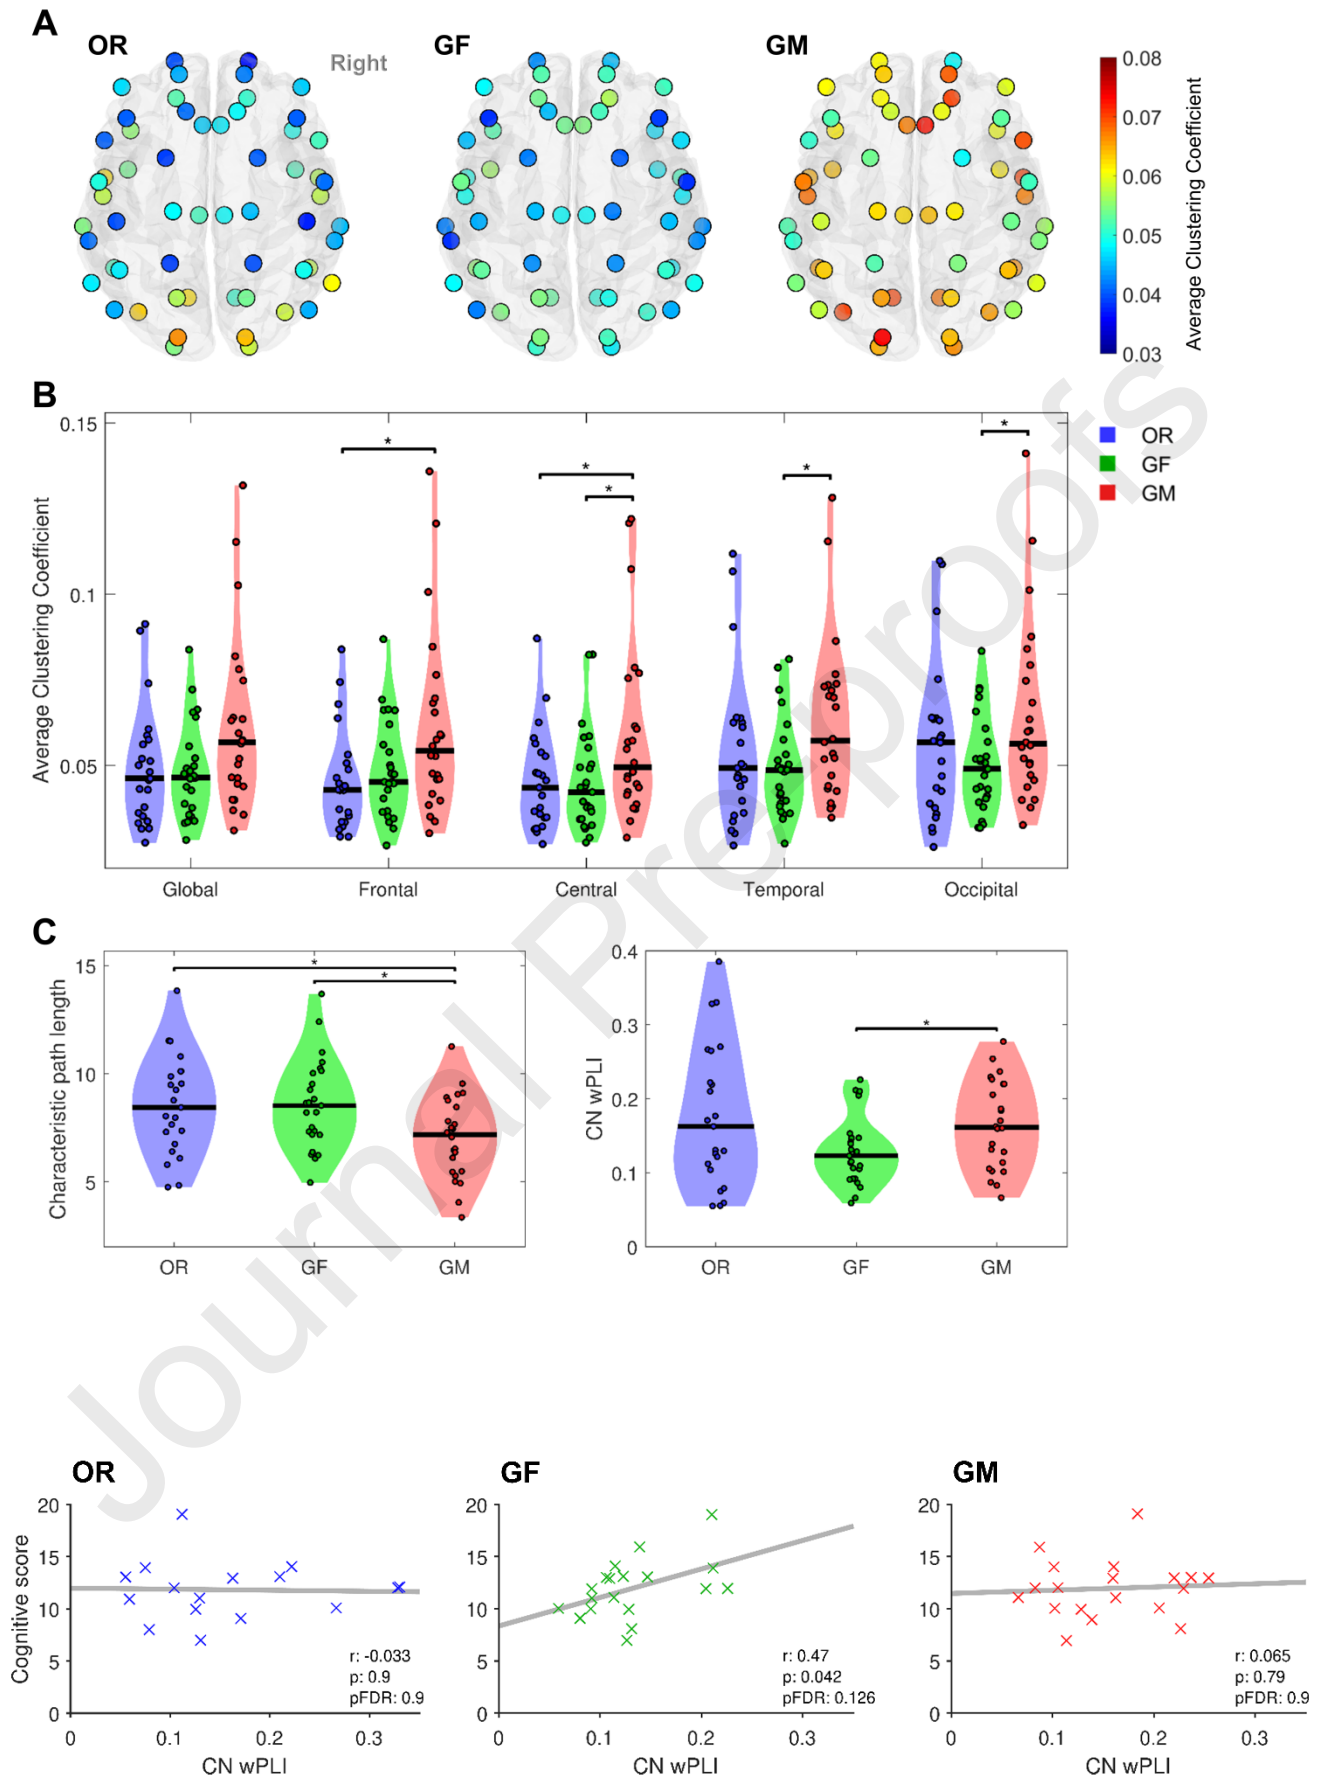 A
OR
Right
GF
GM
0.08
0.07
0.06
0.05
0.04
0.03
Average Clustering Coefficient
B
0.15
0.1
0.05
Average Clustering Coefficient
*
*
*
*
*
OR
GF
GM
Global
Frontal
Central
Temporal
Occipital
C
15
10
5
Characteristic path length
*
*
OR
GF
GM
0.4
0.3
0.2
0.1
0
CN wPLI
*
OR
GF
GM
Journal Pre-proofs
OR
20
15
10
5
0
Cognitive score
r: -0.033
p: 0.9
pFDR: 0.9
0
0.1
0.2
0.3
CN wPLI
GF
20
15
10
5
0
r: 0.47
p: 0.042
pFDR: 0.126
0
0.1
0.2
0.3
CN wPLI
GM
20
15
10
5
0
r: 0.065
p: 0.79
pFDR: 0.9
0
0.1
0.2
0.3
CN wPLI